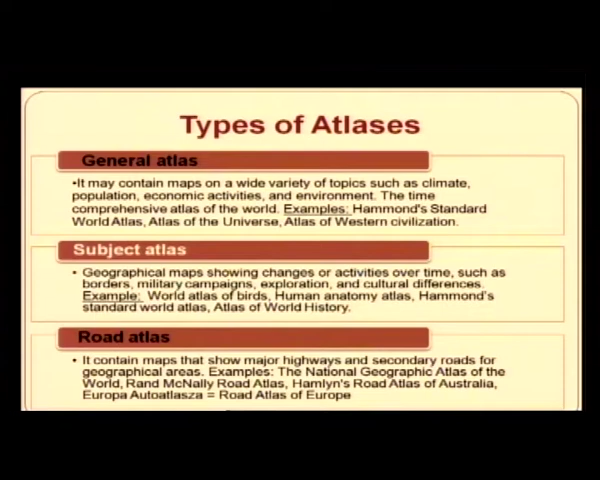 Types of Atlases
General atlas
•It may contain maps on a wide variety of topics such as climate,
population, economic activities, and environment. The time
comprehensive atlas of the world. Examples: Hammond's Standard
World Atlas, Atlas of the Universe, Atlas of Western civilization.
Subject atlas
• Geographical maps showing changes or activities over time, such as
borders, military campaigns, exploration, and cultural differences.
Example: World atlas of birds, Human anatomy atlas, Hammond's
standard world atlas, Atlas of World History.
Road atlas
• It contain maps that show major highways and secondary roads for
geographical areas. Examples: The National Geographic Atlas of the
World, Rand McNally Road Atlas, Hamlyn's Road Atlas of Australia,
Europa Autoatlasza = Road Atlas of Europe